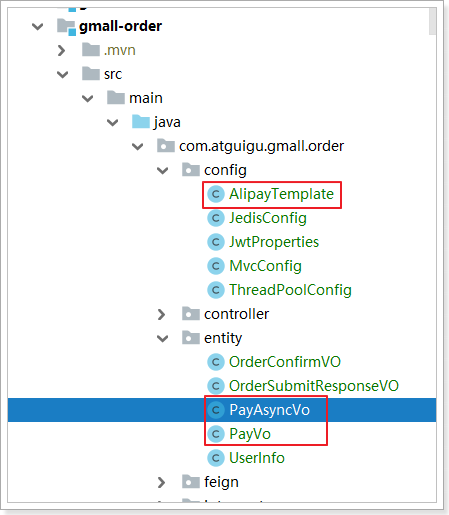 gmall-order
.mvn
src
main
java
com.atguigu.gmall.order
config
AlipayTemplate
JedisConfig
JwtProperties
MvcConfig
ThreadPoolConfig
controller
entity
OrderConfirmVO
OrderSubmitResponseVO
PayAsyncVo
PayVo
UserInfo
feign